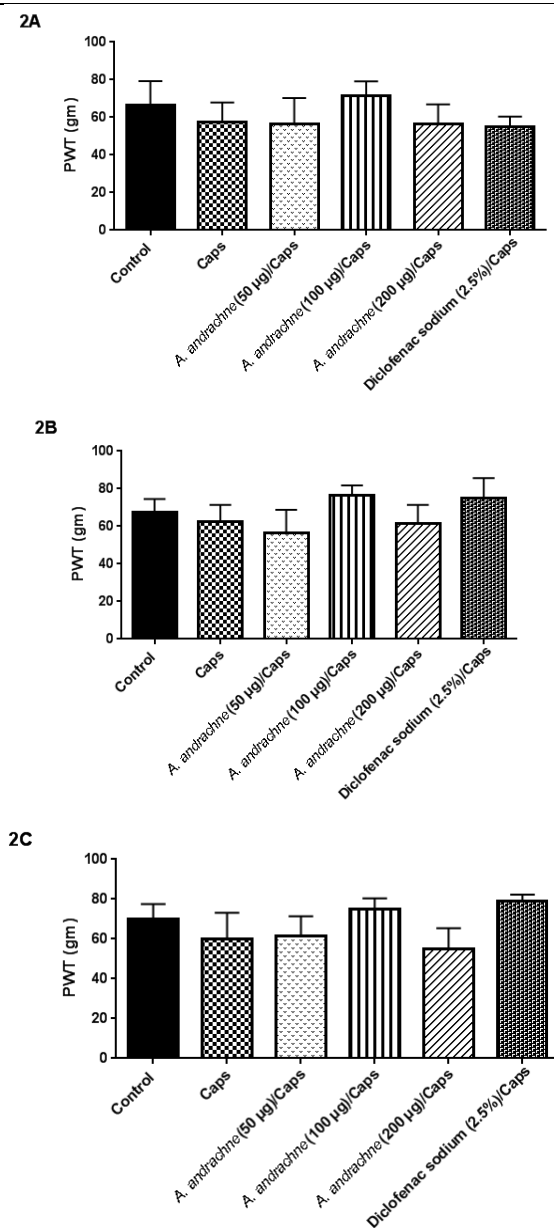 2A
100
80
60
40
20
0
PWT (gm)
Control
Caps
A. andrachne (50 µg)/Caps
A. andrachne (100 µg)/Caps
A. andrachne (200 µg)/Caps
Diclofenac sodium (2.5%)/Caps
2B
100
80
60
40
20
0
PWT (gm)
Control
Caps
A. andrachne (50 µg)/Caps
A. andrachne (100 µg)/Caps
A. andrachne (200 µg)/Caps
Diclofenac sodium (2.5%)/Caps
2C
100
80
60
40
20
0
PWT (gm)
Control
Caps
A. andrachne (50 µg)/Caps
A. andrachne (100 µg)/Caps
A. andrachne (200 µg)/Caps
Diclofenac sodium (2.5%)/Caps